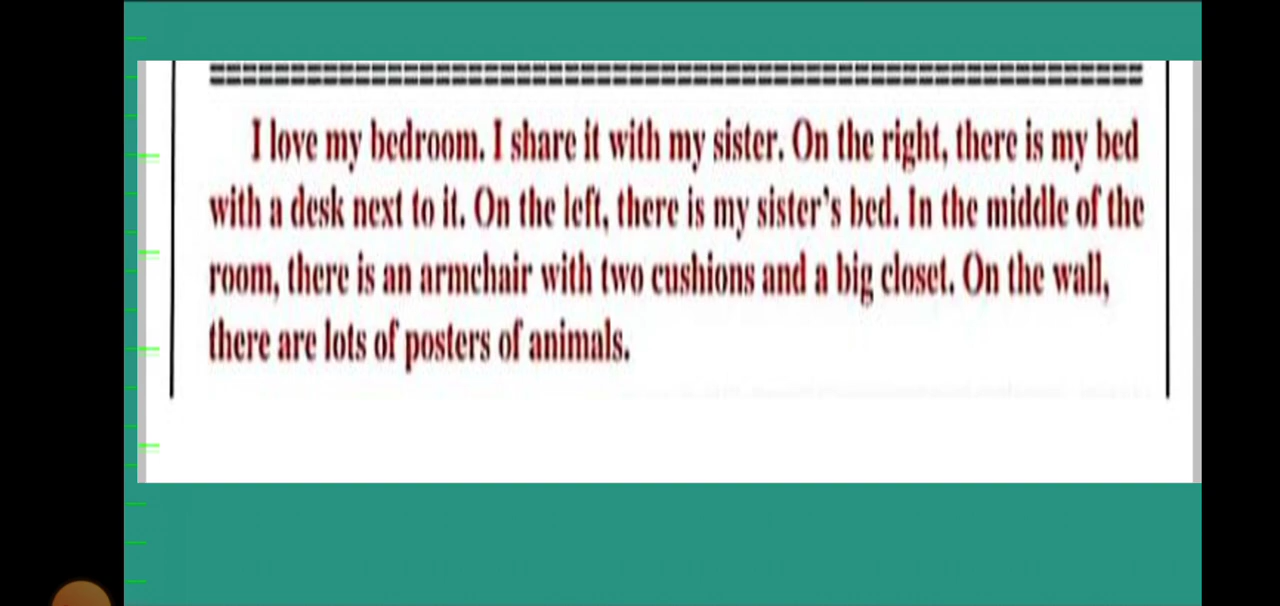 I love my bedroom. I share it with my sister. On the right, there is my bed
with a desk next to it. On the left, there is my sister's bed. In the middle of the
room, there is an armchair with two cushions and a big closet. On the wall,
there are lots of posters of animals.